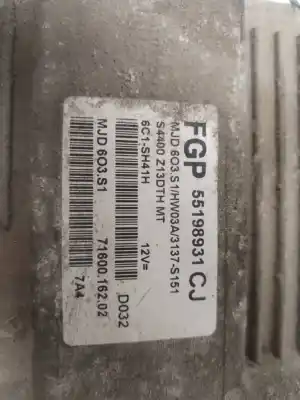 FGP 55198931 CJ
MJD 6O3.S1/HW03A/3137-S151
S4400 Z13DTH MT
6C1-SH41H 12V=
D032
MJD 6O3.S1 71600.162.02
7A4